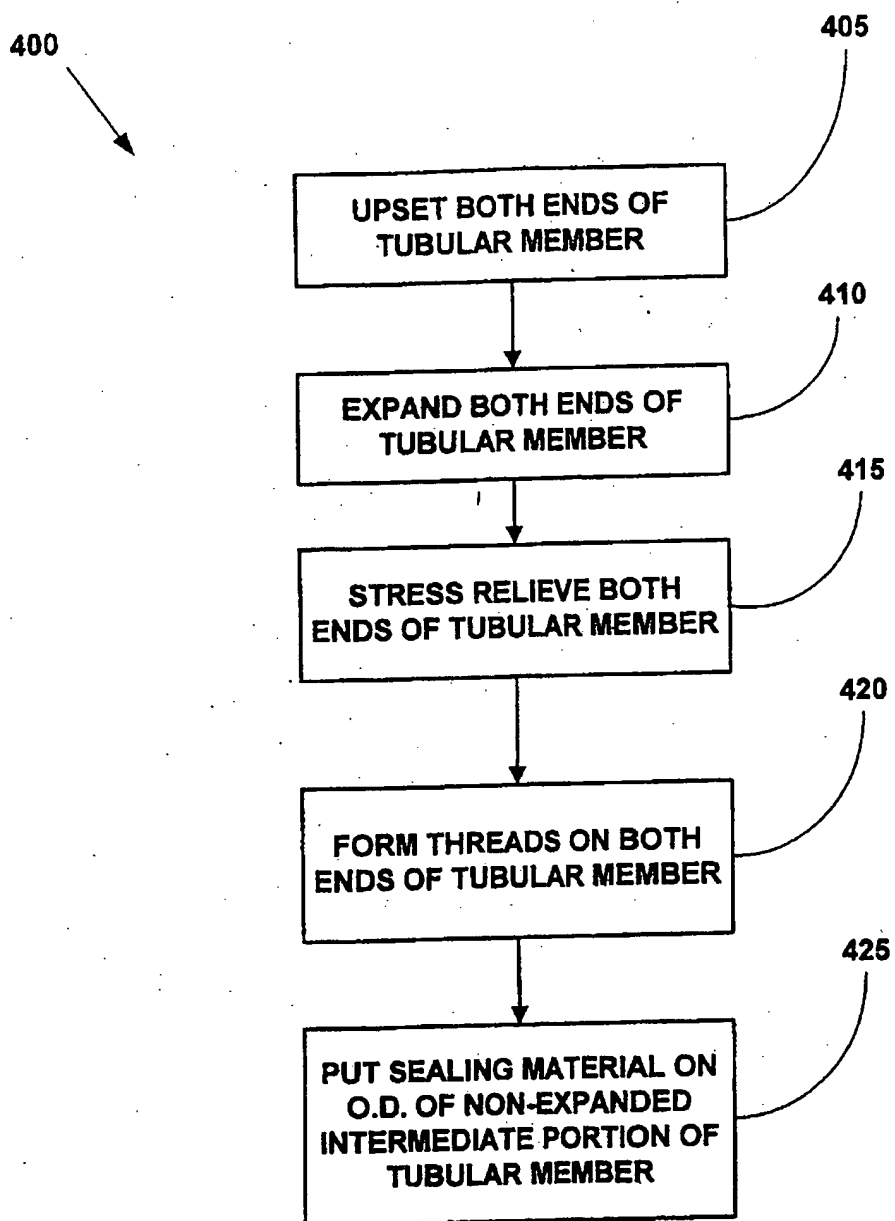 400
405
UPSET BOTH ENDS OF
TUBULAR MEMBER
410
EXPAND BOTH ENDS OF
TUBULAR MEMBER
415
STRESS RELIEVE BOTH
ENDS OF TUBULAR MEMBER
420
FORM THREADS ON BOTH
ENDS OF TUBULAR MEMBER
425
PUT SEALING MATERIAL ON
O.D. OF NON-EXPANDED
INTERMEDIATE PORTION OF
TUBULAR MEMBER